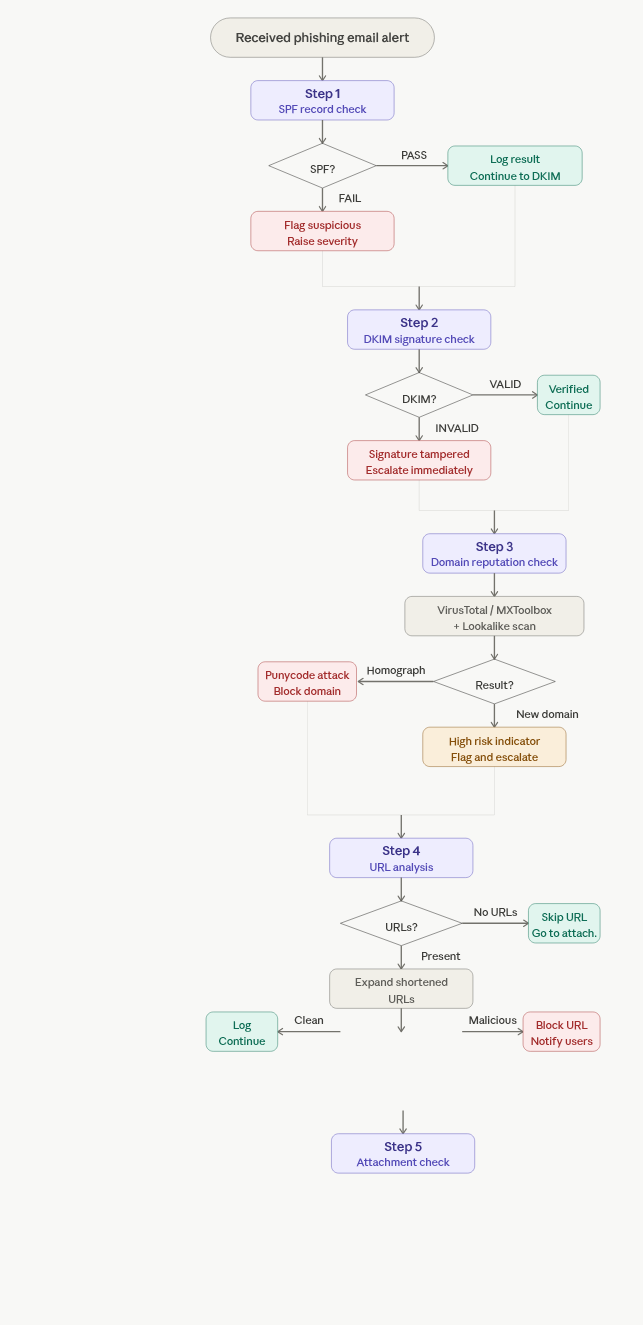 Received phishing email alert
Step 1
SPF record check
SPF?
PASS
Log result
Continue to DKIM
FAIL
Flag suspicious
Raise severity
Step 2
DKIM signature check
DKIM?
VALID
Verified
Continue
INVALID
Signature tampered
Escalate immediately
Step 3
Domain reputation check
VirusTotal / MXToolbox
+ Lookalike scan
Result?
Homograph
Punycode attack
Block domain
New domain
High risk indicator
Flag and escalate
Step 4
URL analysis
URLs?
No URLs
Skip URL
Go to attach.
Present
Expand shortened
URLs
Clean
Log
Continue
Malicious
Block URL
Notify users
Step 5
Attachment check